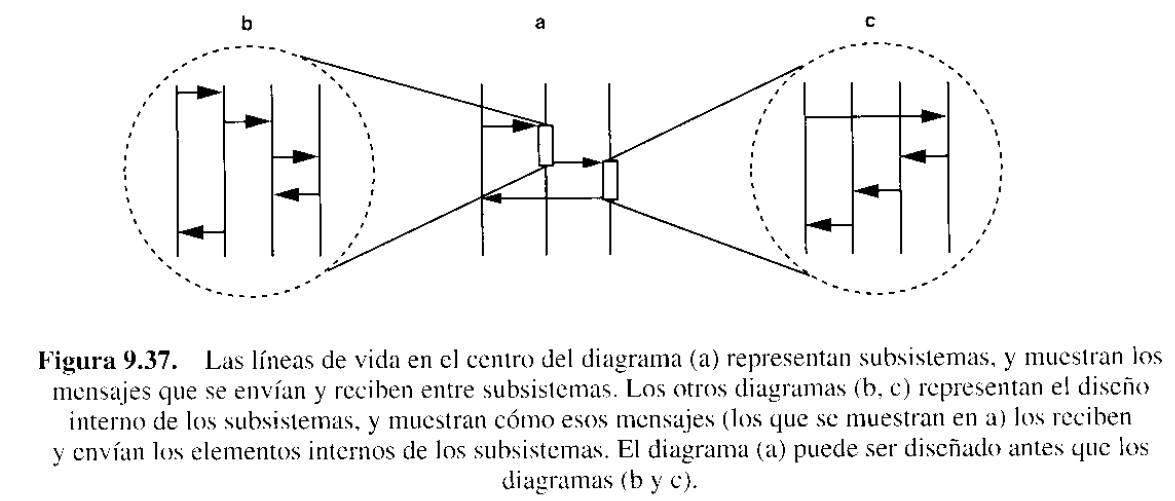 b a c
Figura 9.37. Las líneas de vida en el centro del diagrama (a) representan subsistemas, y muestran los
mensajes que se envían y reciben entre subsistemas. Los otros diagramas (b, c) representan el diseño
interno de los subsistemas, y muestran cómo esos mensajes (los que se muestran en a) los reciben
y envían los elementos internos de los subsistemas. El diagrama (a) puede ser diseñado antes que los
diagramas (b y c).